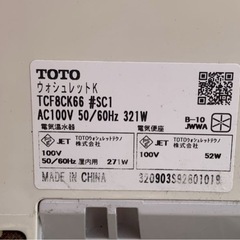 TOTO
ウォシュレットK
TCF8CK66 #SC1
AC100V 50/60Hz 321W
B-10
JWWA
電気温水器
電気便座
JET TOTOウォシュレットテクノ株式会社
JET TOTOウォシュレットテクノ株式会社
100V
50/60Hz 屋内用 271W
100V 52W
MADE IN CHINA
320903S92601019